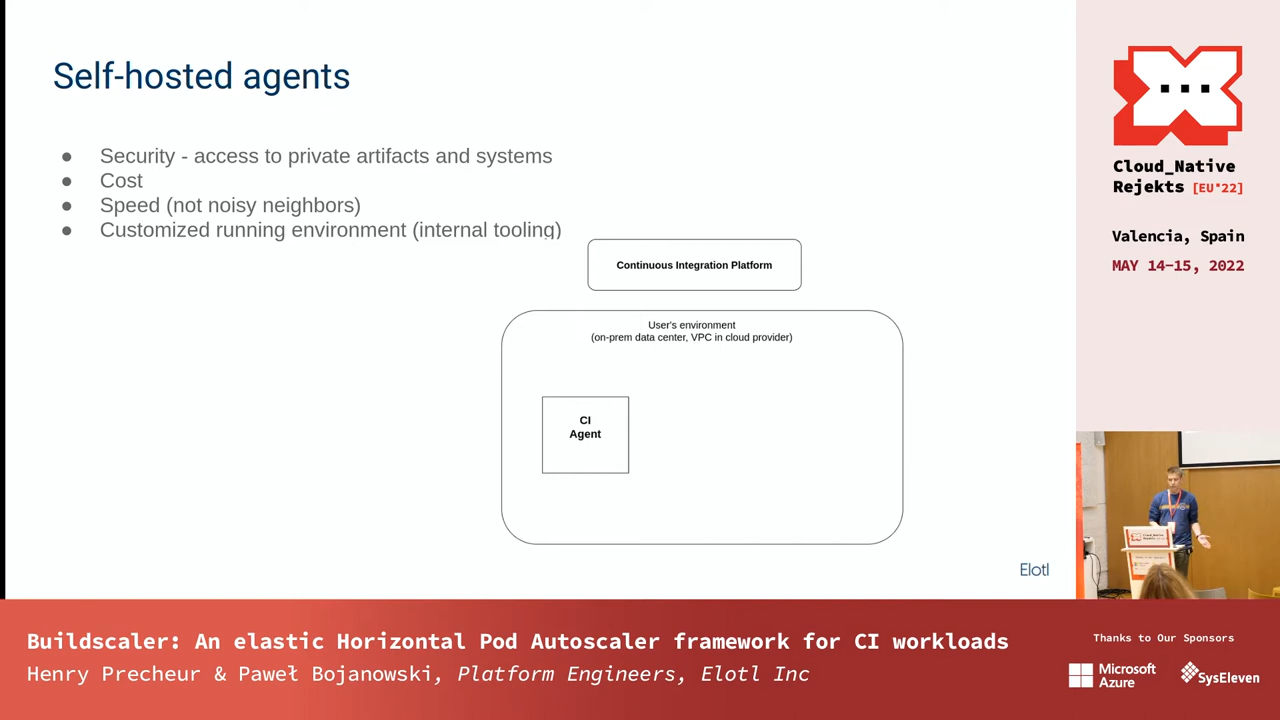 Self-hosted agents
● Security - access to private artifacts and systems
● Cost
● Speed (not noisy neighbors)
● Customized running environment (internal tooling)
Continuous Integration Platform
User's environment
(on-prem data center, VPC in cloud provider)
CI
Agent
Elotl
Cloud_Native
Rejekts [EU*22]
Valencia, Spain
MAY 14-15, 2022
Buildscaler: An elastic Horizontal Pod Autoscaler framework for CI workloads
Henry Precheur & Paweł Bojanowski, Platform Engineers, Elotl Inc
Thanks to Our Sponsors
Microsoft
Azure
SysEleven